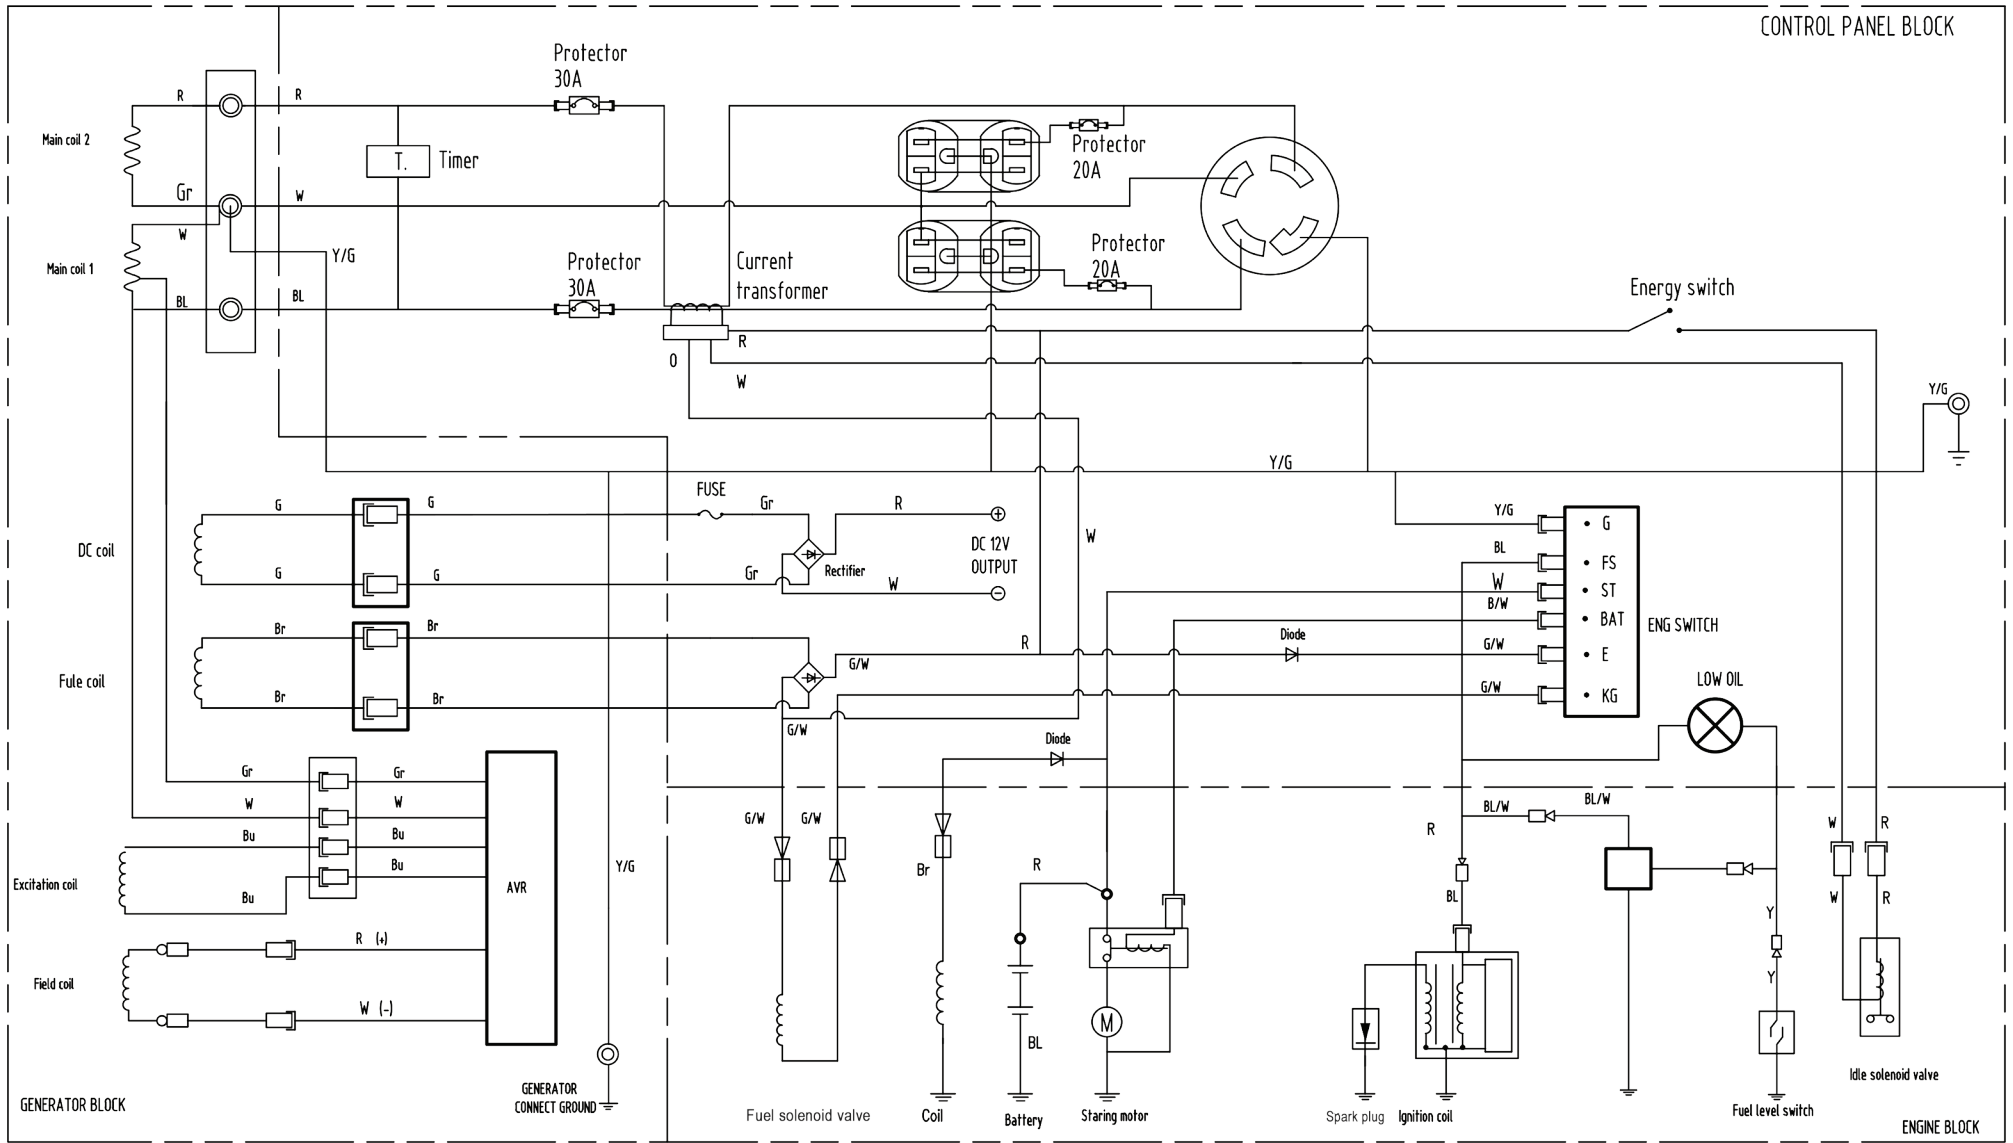 CONTROL PANEL BLOCK
Protector
30A
R
R
Main coil 2
T.
Timer
Protector
20A
Gr
W
W
Y/G
Main coil 1
BL
BL
Protector
30A
Current
transformer
Protector
20A
Energy switch
R
O
W
Y/G
Y/G
DC coil
G
G
G
G
FUSE
Gr
Gr
R
W
Rectifier
DC 12V
OUTPUT
W
Y/G
G
BL
FS
W
ST
B/W
BAT
ENG SWITCH
G/W
E
G/W
KG
Diode
R
Fule coil
Br
Br
Br
Br
G/W
G/W
LOW OIL
Diode
Gr
Gr
W
W
Bu
Bu
Bu
Bu
Excitation coil
AVR
Y/G
G/W
G/W
Br
R
R
BL/W
BL/W
BL
W
R
W
R
Y
Y
Field coil
R (+)
W (-)
M
BL
GENERATOR BLOCK
GENERATOR
CONNECT GROUND
Fuel solenoid valve
Coil
Battery
Staring motor
Spark plug
Ignition coil
Fuel level switch
Idle solenoid valve
ENGINE BLOCK